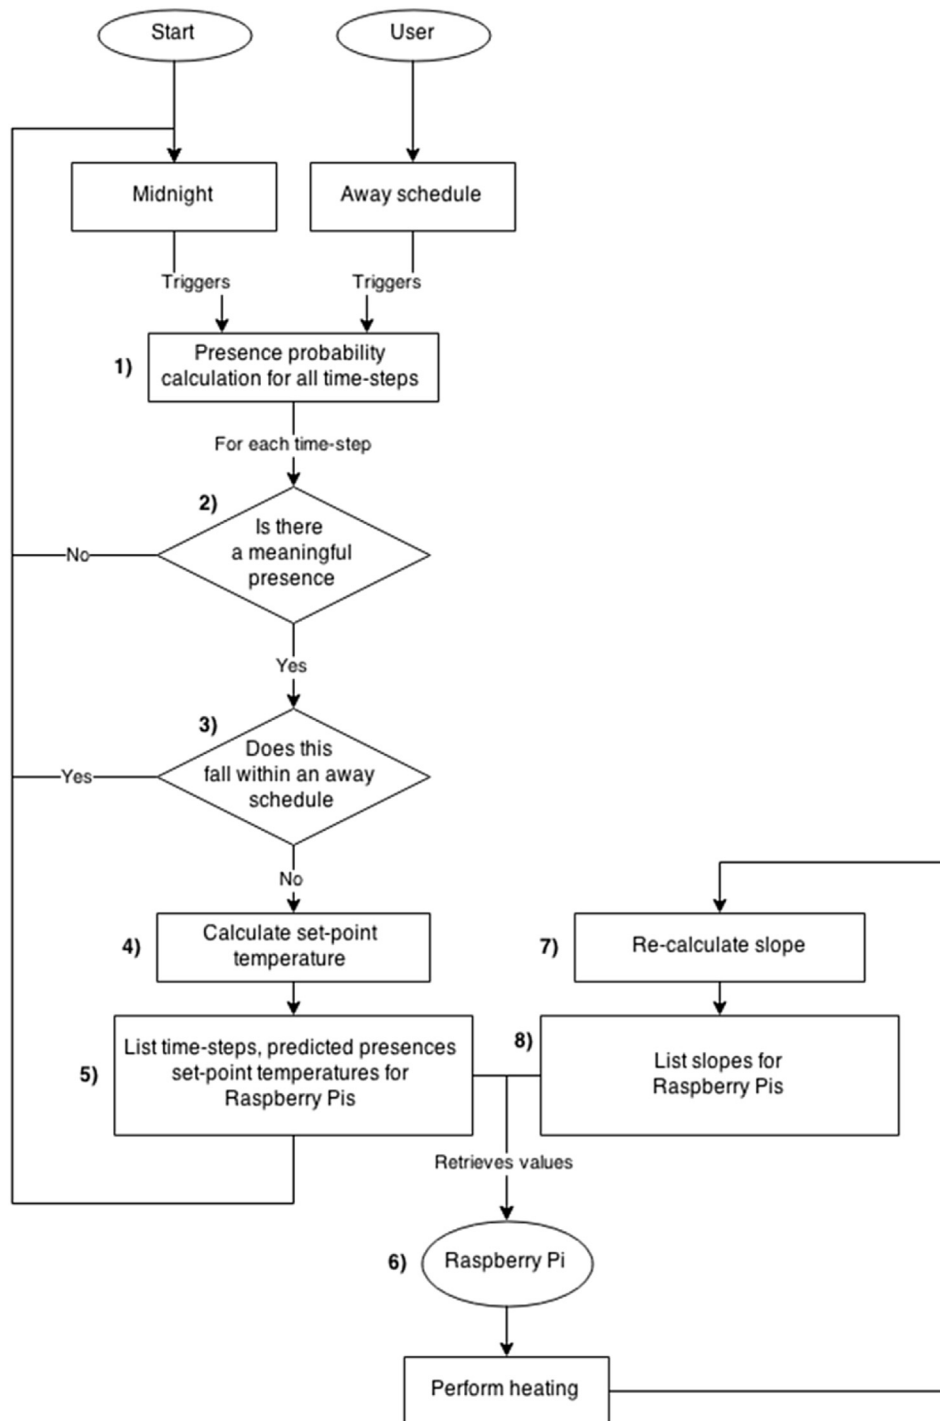 Start
User
Midnight
Away schedule
Triggers
Triggers
1)
Presence probability
calculation for all time-steps
For each time-step
2)
Is there
a meaningful
presence
No
Yes
3)
Does this
fall within an away
schedule
Yes
No
4)
Calculate set-point
temperature
7)
Re-calculate slope
5)
List time-steps, predicted presences
set-point temperatures for
Raspberry Pis
8)
List slopes for
Raspberry Pis
Retrieves values
6)
Raspberry Pi
Perform heating